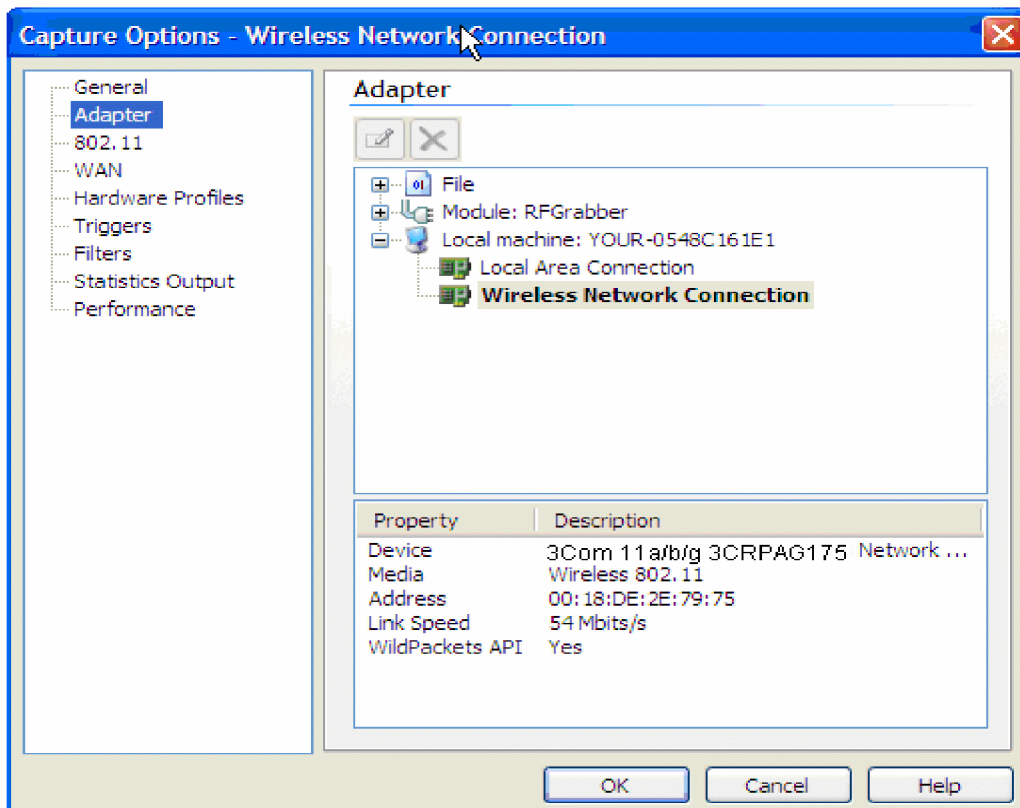 Capture Options - Wireless Network Connection
General
Adapter
802.11
WAN
Hardware Profiles
Triggers
Filters
Statistics Output
Performance
Adapter
File
Module: RFGrabber
Local machine: YOUR-0548C161E1
Local Area Connection
Wireless Network Connection
Property Description
Device 3Com 11a/b/g 3CRPAG175 Network ...
Media Wireless 802.11
Address 00:18:DE:2E:79:75
Link Speed 54 Mbits/s
WildPackets API Yes
OK Cancel Help